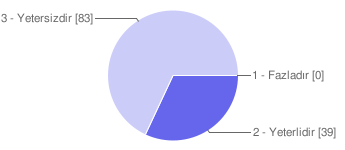 3 - Yetersizdir [83]
1 - Fazladır [0]
2 - Yeterlidir [39]